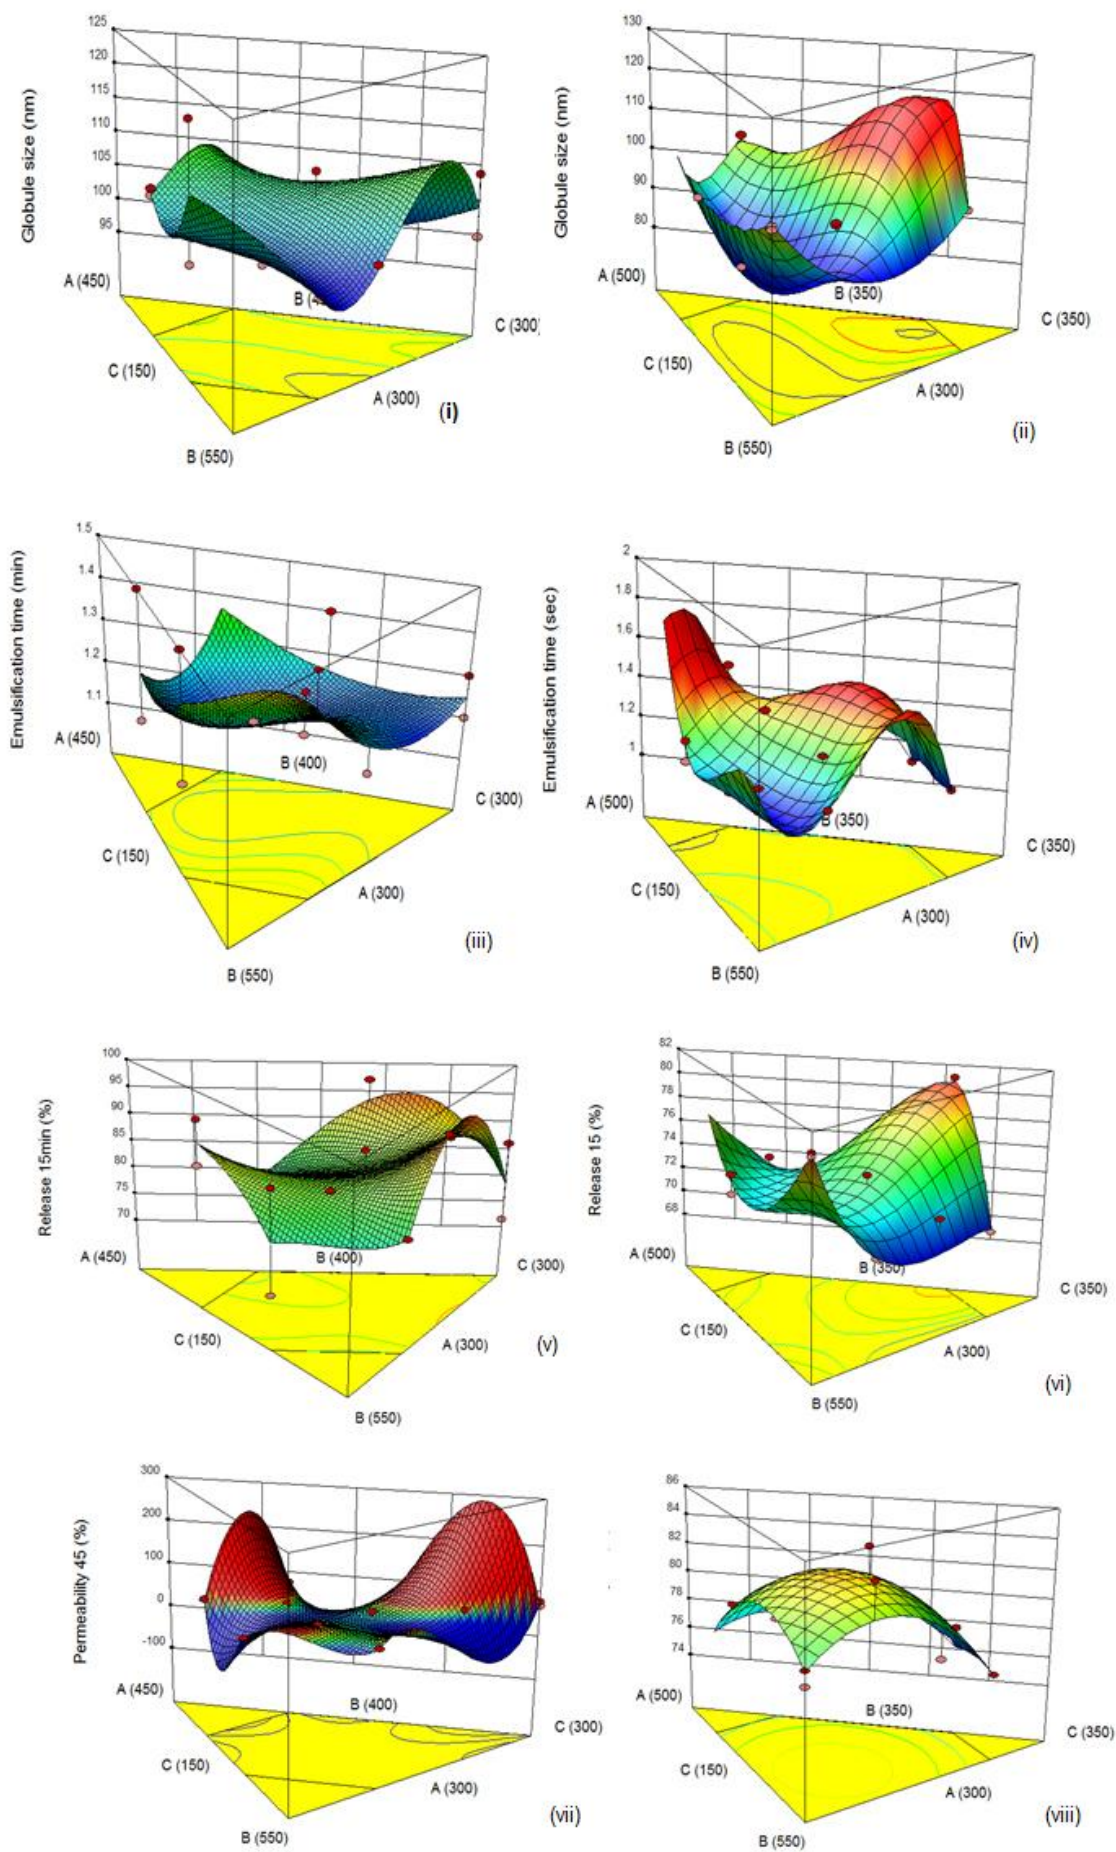 125
120
115
110
105
100
95
Globule size (nm)
A (450)
C (150)
B (550)
A (300)
C (300)
(i)
130
120
110
100
90
80
Globule size (nm)
A (500)
C (150)
B (550)
B (350)
A (300)
C (350)
(ii)
1.5
1.4
1.3
1.2
1.1
Emulsification time (min)
A (450)
C (150)
B (550)
B (400)
A (300)
C (300)
(iii)
2
1.8
1.6
1.4
1.2
1
Emulsification time (sec)
A (500)
C (150)
B (550)
B (350)
A (300)
C (350)
(iv)
100
95
90
85
80
75
70
Release 15min (%)
A (450)
C (150)
B (550)
B (400)
A (300)
C (300)
(v)
82
80
78
76
74
72
70
68
Release 15 (%)
A (500)
C (150)
B (550)
B (350)
A (300)
C (350)
(vi)
300
200
100
0
-100
Permeability 45 (%)
A (450)
C (150)
B (550)
B (400)
A (300)
C (300)
(vii)
86
84
82
80
78
76
74
A (500)
C (150)
B (550)
B (350)
A (300)
C (350)
(viii)